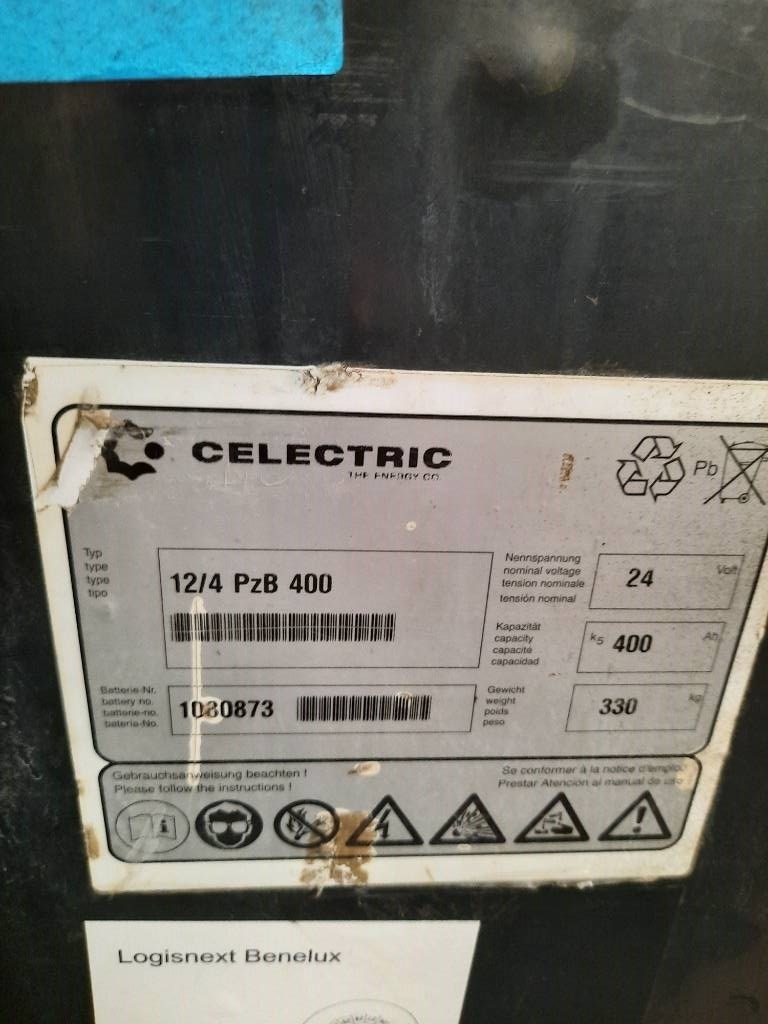 CELECTRIC
THE ENERGY CO.
Pb
Typ
type
type
tipo
12/4 PzB 400
Nennspannung
nominal voltage
tension nominale
tensión nominal
24 Volt
Kapazität
capacity
capacité
capacidad
k5 400 Ah
Batterie-Nr.
battery no.
batterie-no.
bateria-No.
1030873
Gewicht
weight
poids
peso
330 kg
Gebrauchsanweisung beachten !
Please follow the instructions !
Se conformer à la notice d'emploi
Prestar Atención al manual de uso
Logisnext Benelux